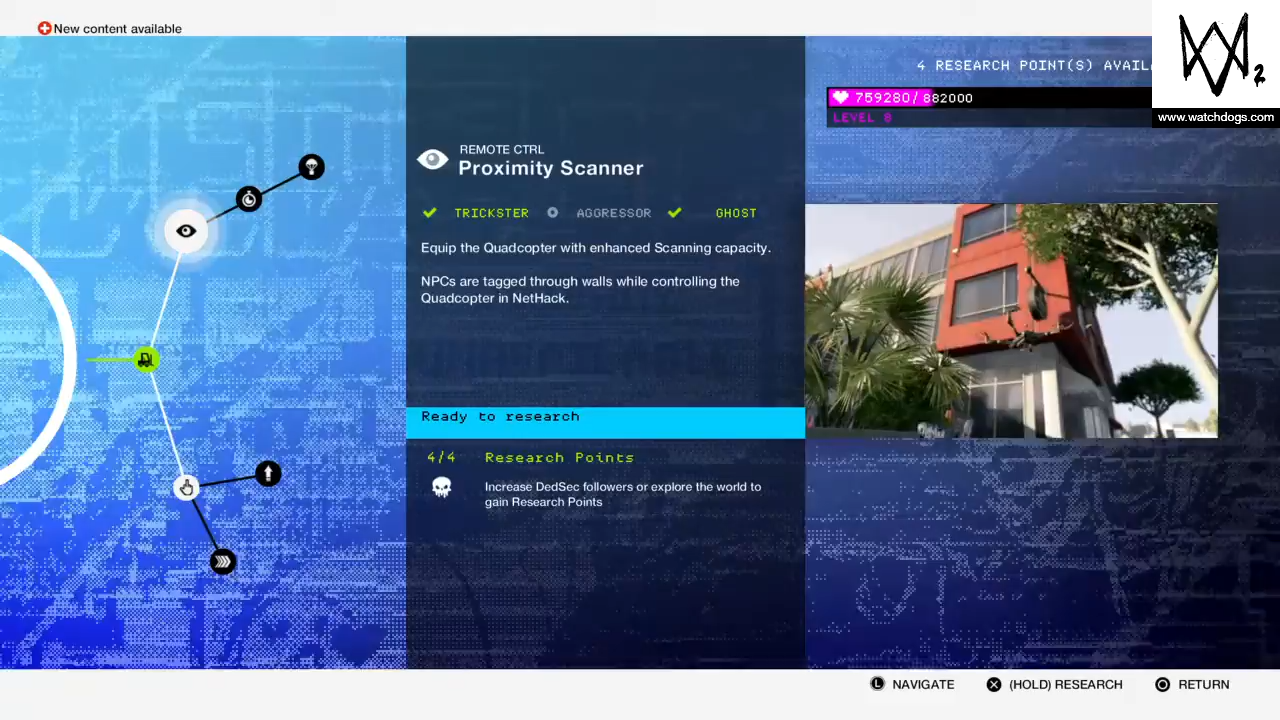 New content available
4 RESEARCH POINT(S) AVAIL
759280/882000
LEVEL 8
2
www.watchdogs.com
REMOTE CTRL
Proximity Scanner
TRICKSTER AGGRESSOR GHOST
Equip the Quadcopter with enhanced Scanning capacity.
NPCs are tagged through walls while controlling the
Quadcopter in NetHack.
Ready to research
4/4 Research Points
Increase DedSec followers or explore the world to
gain Research Points
L NAVIGATE (HOLD) RESEARCH RETURN